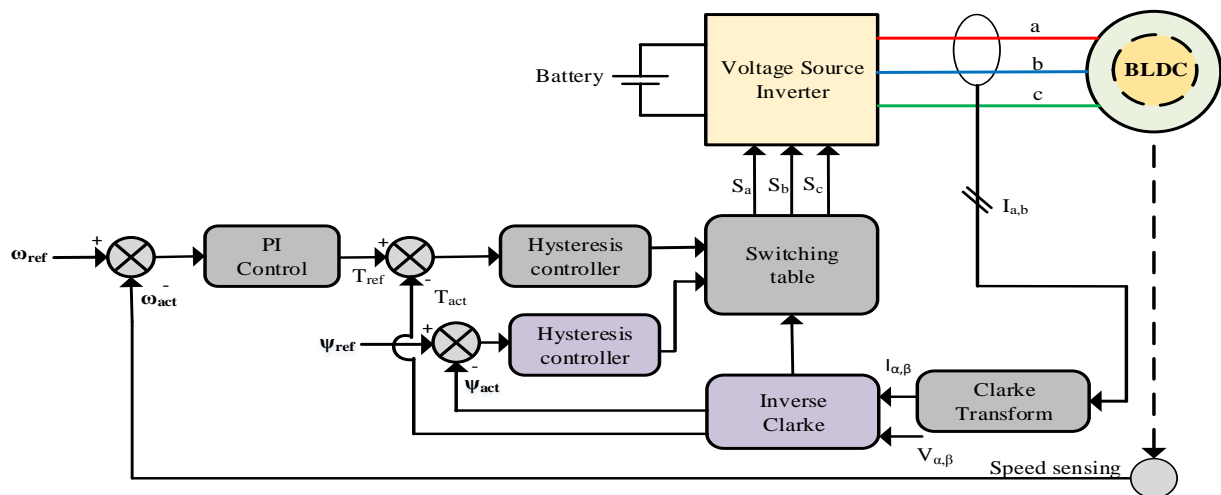 a
Battery
Voltage Source
Inverter
b
BLDC
c
Sa
Sb
Sc
Ia,b
+
ωref
PI
Control
+
Hysteresis
controller
Switching
table
-
ωact
Tref
-
Tact
+
ψref
Hysteresis
controller
-
ψact
Iα,β
Inverse
Clarke
Clarke
Transform
Vα,β
Speed sensing